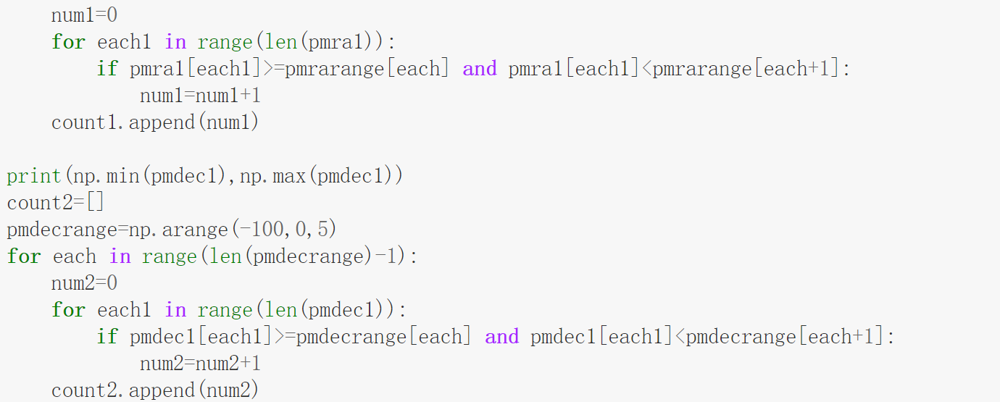 num1=0
for each1 in range(len(pmra1)):
if pmra1[each1]>=pmrarange[each] and pmra1[each1]<pmrarange[each+1]:
num1=num1+1
count1.append(num1)
print(np.min(pmdec1),np.max(pmdec1))
count2=[]
pmdecrange=np.arange(-100,0,5)
for each in range(len(pmdecrange)-1):
num2=0
for each1 in range(len(pmdec1)):
if pmdec1[each1]>=pmdecrange[each] and pmdec1[each1]<pmdecrange[each+1]:
num2=num2+1
count2.append(num2)